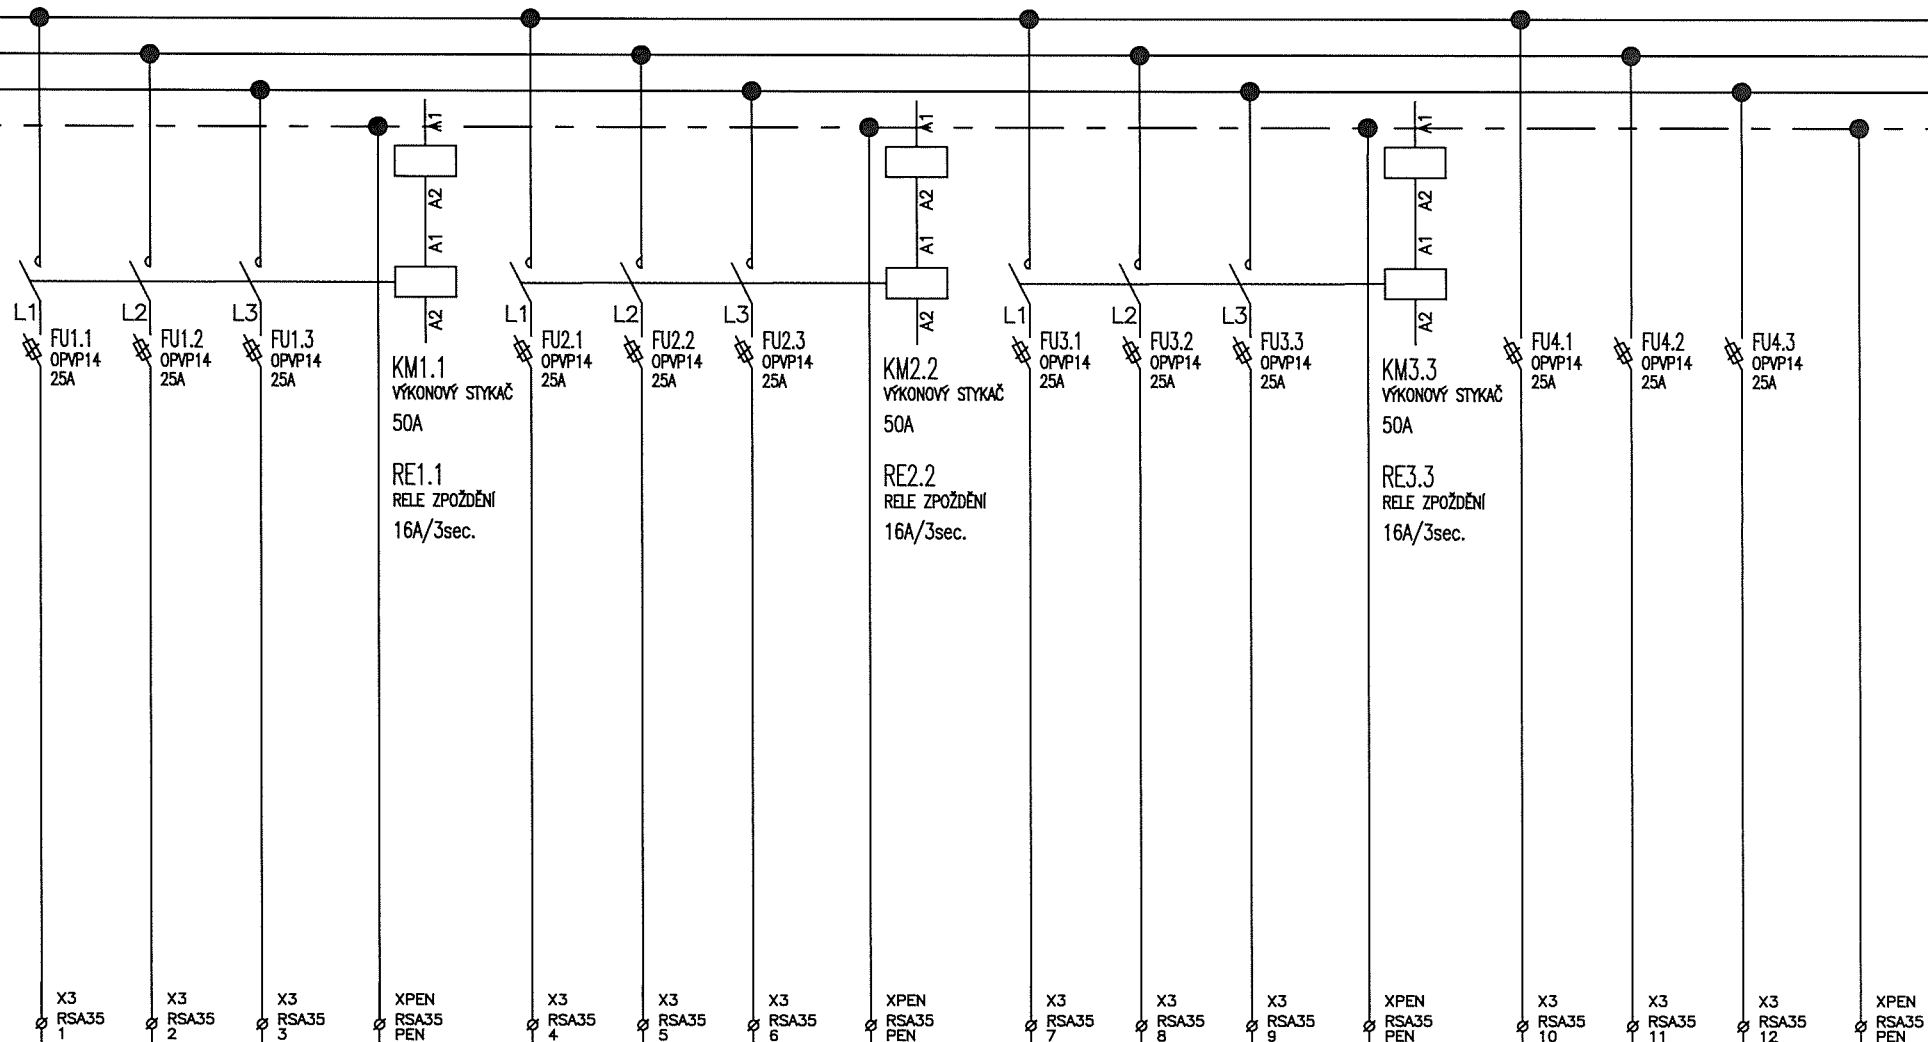 A1
A2
A1
A2
L1
L2
L3
FU1.1
OPVP14
25A
FU1.2
OPVP14
25A
FU1.3
OPVP14
25A
KM1.1
VÝKONOVÝ STYKAČ
50A
RE1.1
RELE ZPOŽDĚNÍ
16A/3sec.
A1
A2
A1
A2
L1
L2
L3
FU2.1
OPVP14
25A
FU2.2
OPVP14
25A
FU2.3
OPVP14
25A
KM2.2
VÝKONOVÝ STYKAČ
50A
RE2.2
RELE ZPOŽDĚNÍ
16A/3sec.
A1
A2
A1
A2
L1
L2
L3
FU3.1
OPVP14
25A
FU3.2
OPVP14
25A
FU3.3
OPVP14
25A
KM3.3
VÝKONOVÝ STYKAČ
50A
RE3.3
RELE ZPOŽDĚNÍ
16A/3sec.
FU4.1
OPVP14
25A
FU4.2
OPVP14
25A
FU4.3
OPVP14
25A
X3
RSA35
1
X3
RSA35
2
X3
RSA35
3
XPEN
RSA35
PEN
X3
RSA35
4
X3
RSA35
5
X3
RSA35
6
XPEN
RSA35
PEN
X3
RSA35
7
X3
RSA35
8
X3
RSA35
9
XPEN
RSA35
PEN
X3
RSA35
10
X3
RSA35
11
X3
RSA35
12
XPEN
RSA35
PEN